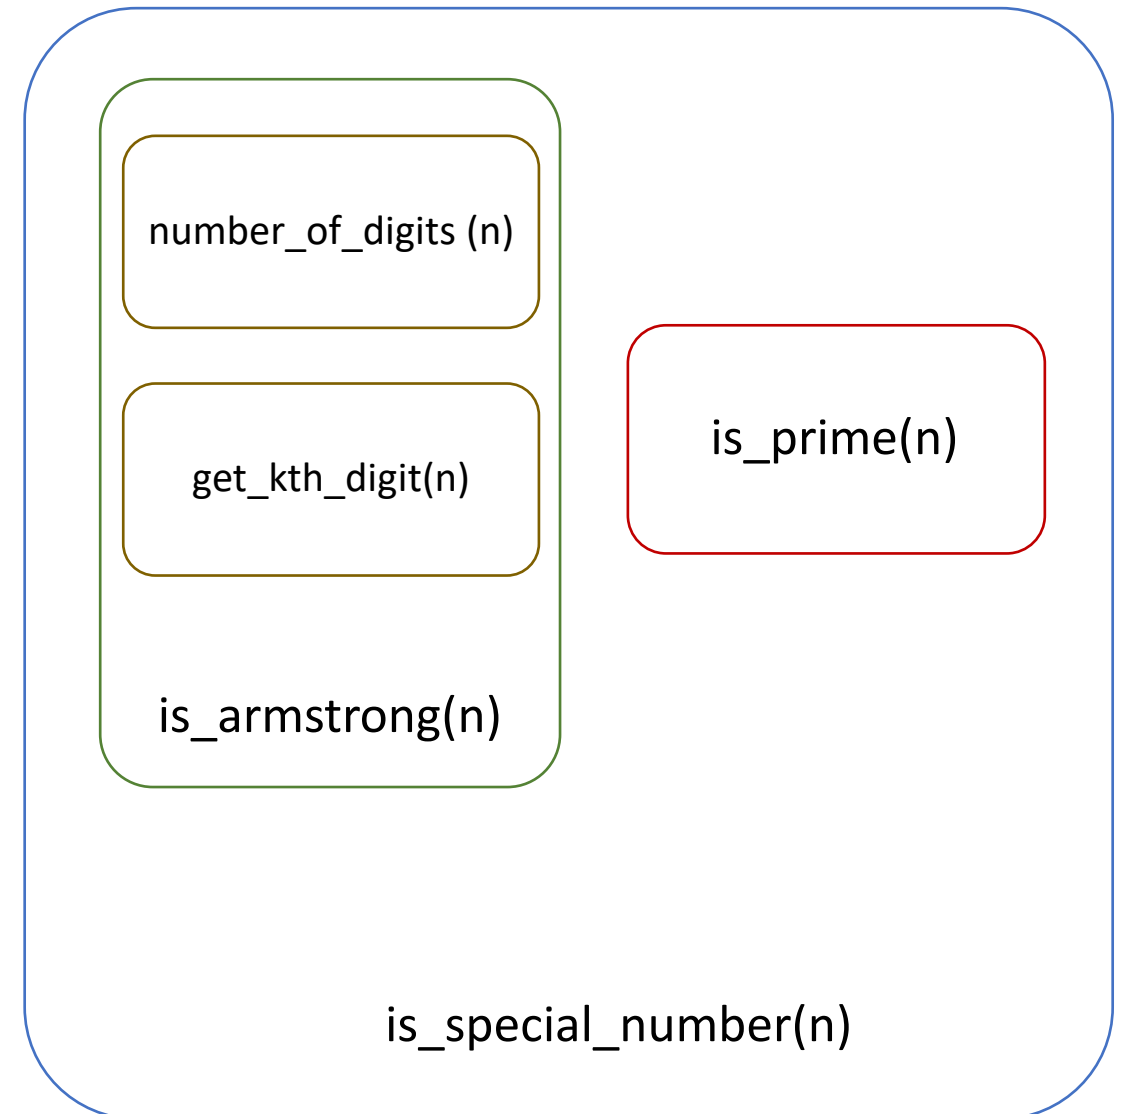 number_of_digits (n)
get_kth_digit(n)
is_prime(n)
is_armstrong(n)
is_special_number(n)